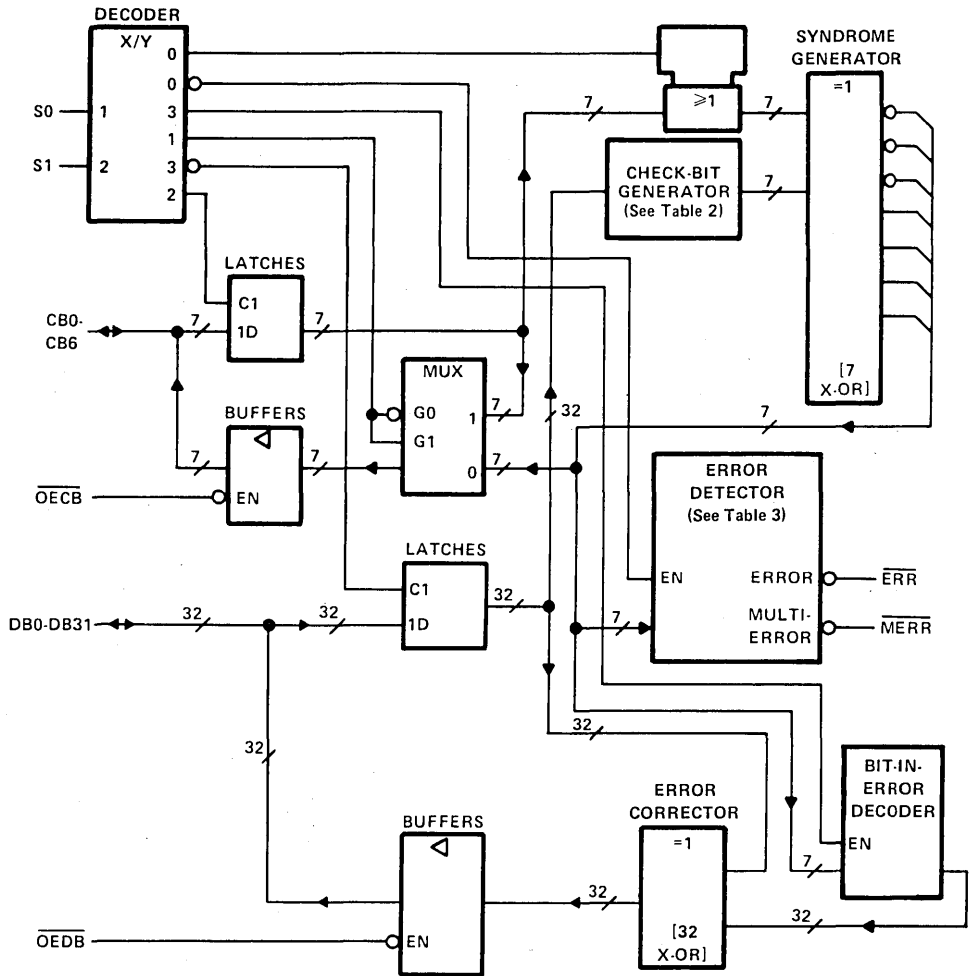 DECODER
X/Y
0
0
3
1
3
2
S0
1
S1
2
LATCHES
C1
1D
CB0-
CB6
7
7
BUFFERS
EN
7
7
OECB
MUX
G0
G1
1
0
7
7
≥1
7
7
CHECK-BIT
GENERATOR
(See Table 2)
7
SYNDROME
GENERATOR
=1
[7
X-OR]
7
32
ERROR
DETECTOR
(See Table 3)
EN
ERROR
MULTI-
ERROR
ERR
MERR
7
LATCHES
C1
1D
32
DB0-DB31
32
32
32
32
BIT-IN-
ERROR
DECODER
EN
7
32
ERROR
CORRECTOR
=1
[32
X-OR]
32
BUFFERS
EN
OEDB